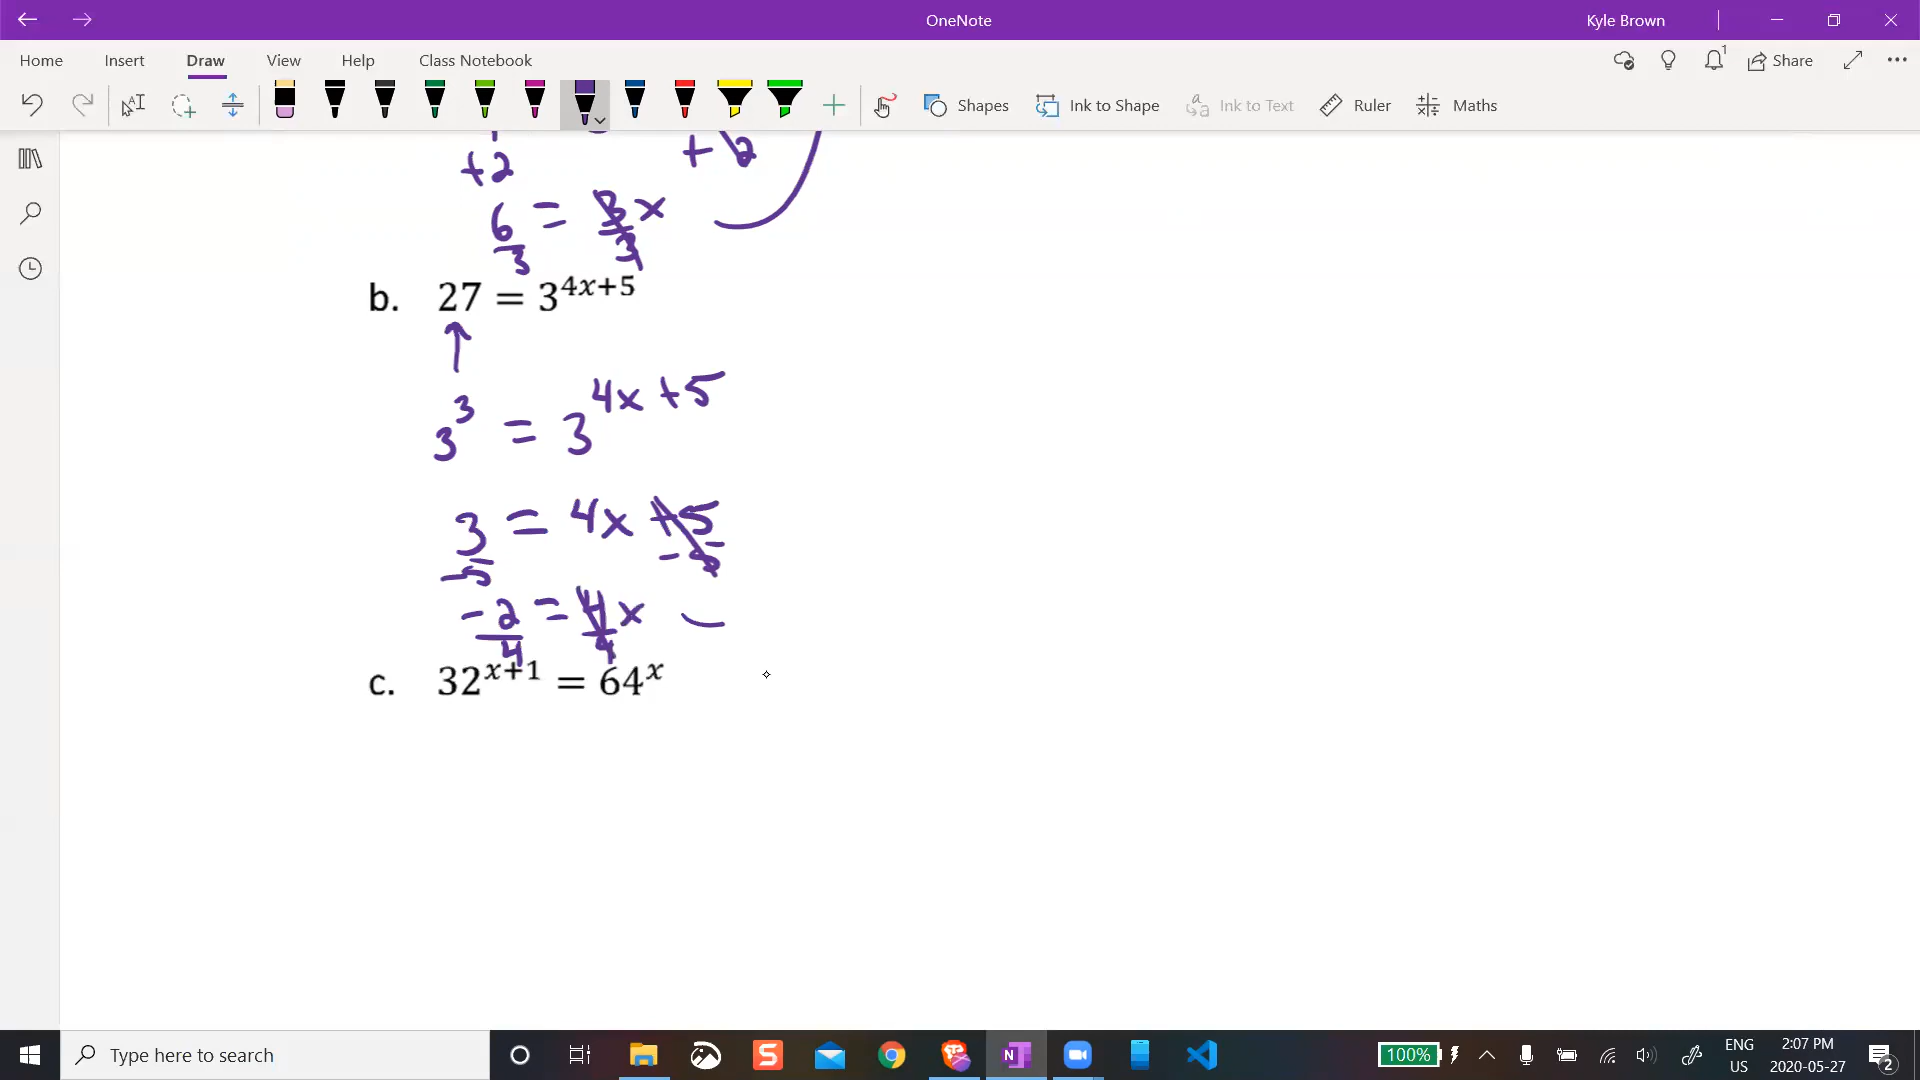 OneNote
Kyle Brown
Home Insert Draw View Help Class Notebook
1
Share
Shapes Ink to Shape Ink to Text Ruler Maths
+2 + 2
6 = 3x
3 3
b. 27 = 3^{4x+5}
3^3 = 3^{4x+5}
3 = 4x +5
-5 -5
-2 = 4x
4 4
c. 32^{x+1} = 64^x
Type here to search
100%
ENG
US
2:07 PM
2020-05-27
2